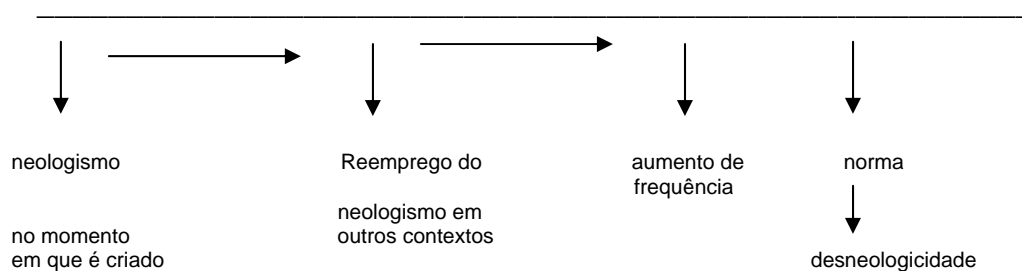 neologismo
no momento
em que é criado
Reemprego do
neologismo em
outros contextos
aumento de
frequência
norma
desneologicidade